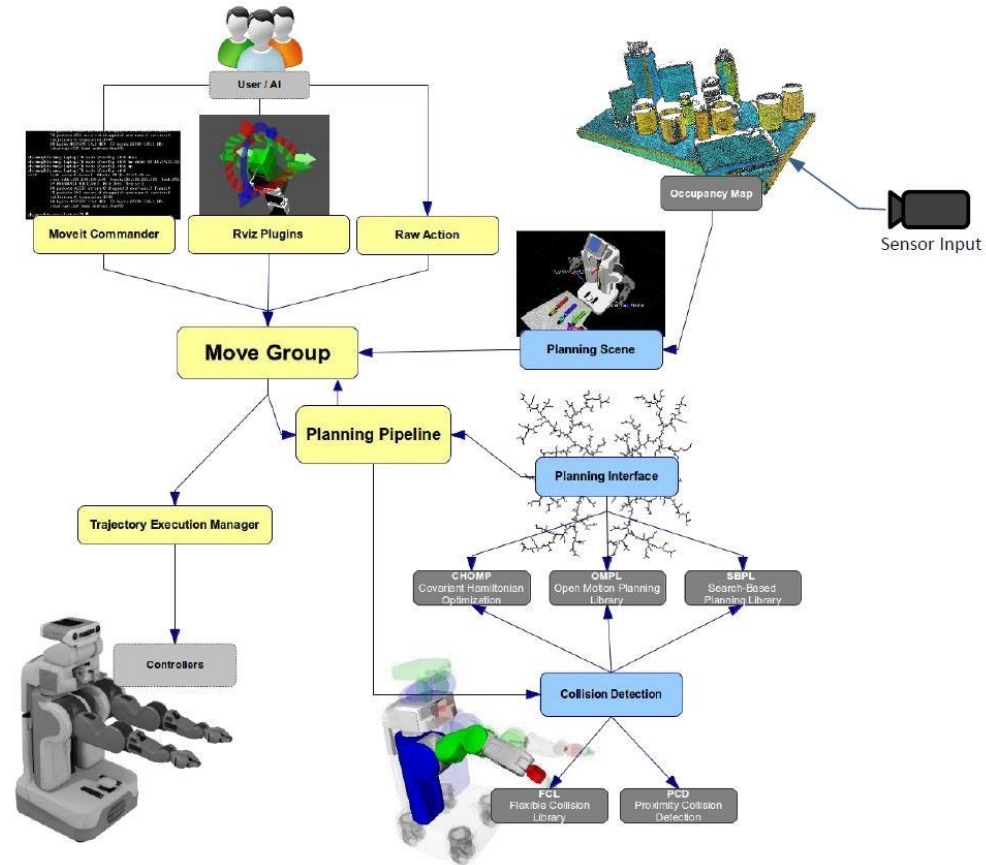 User / AI
MoveIt Commander
Rviz Plugins
Raw Action
Occupancy Map
Sensor Input
Move Group
Planning Scene
Planning Pipeline
Planning Interface
Trajectory Execution Manager
CHOMP
Covariant Hamiltonian
Optimization
OMPL
Open Motion Planning
Library
SBPL
Search-Based
Planning Library
Controllers
Collision Detection
FCL
Flexible Collision
Library
PCD
Proximity Collision
Detection